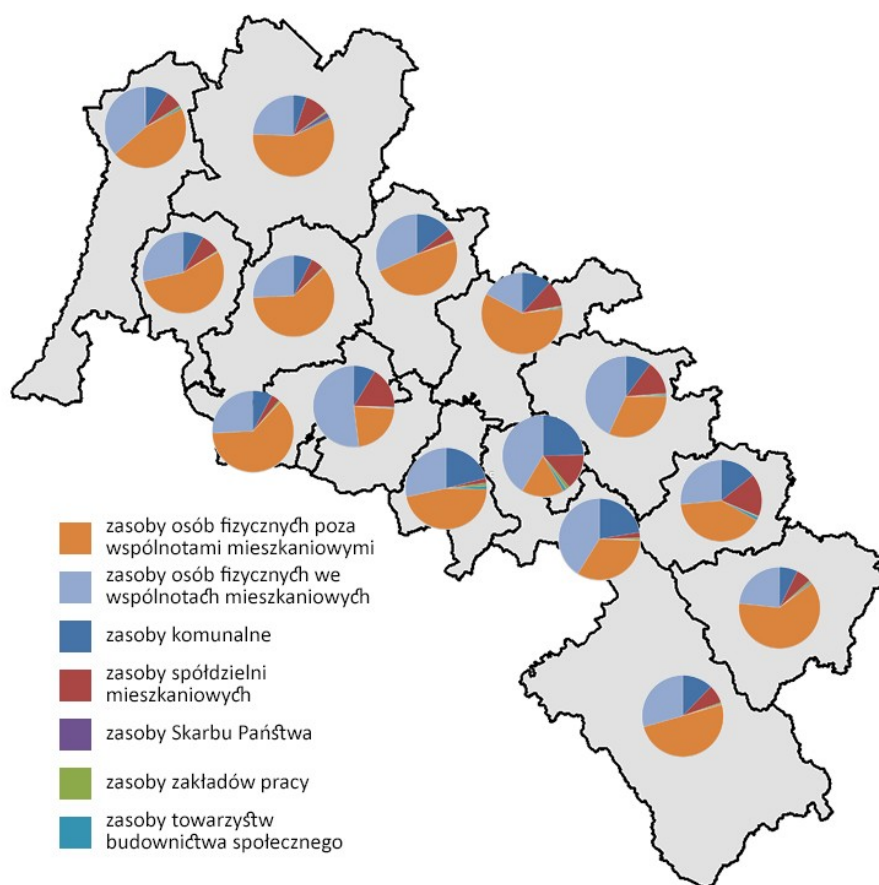 zasoby osób fizycznych poza
wspólnotami mieszkaniowymi
zasoby osób fizycznych we
wspólnotach mieszkaniowych
zasoby komunalne
zasoby spółdzielni
mieszkaniowych
zasoby Skarbu Państwa
zasoby zakładów pracy
zasoby towarzystw
budownictwa społecznego